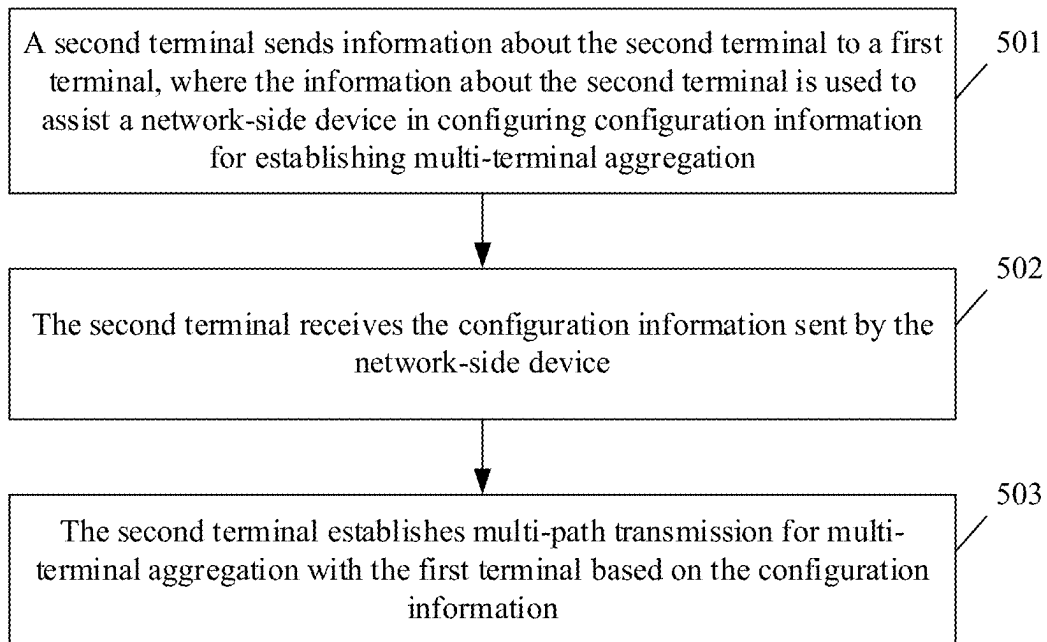 A second terminal sends information about the second terminal to a first
terminal, where the information about the second terminal is used to
assist a network-side device in configuring configuration information
for establishing multi-terminal aggregation
501
The second terminal receives the configuration information sent by the
network-side device
502
The second terminal establishes multi-path transmission for multi-
terminal aggregation with the first terminal based on the configuration
information
503